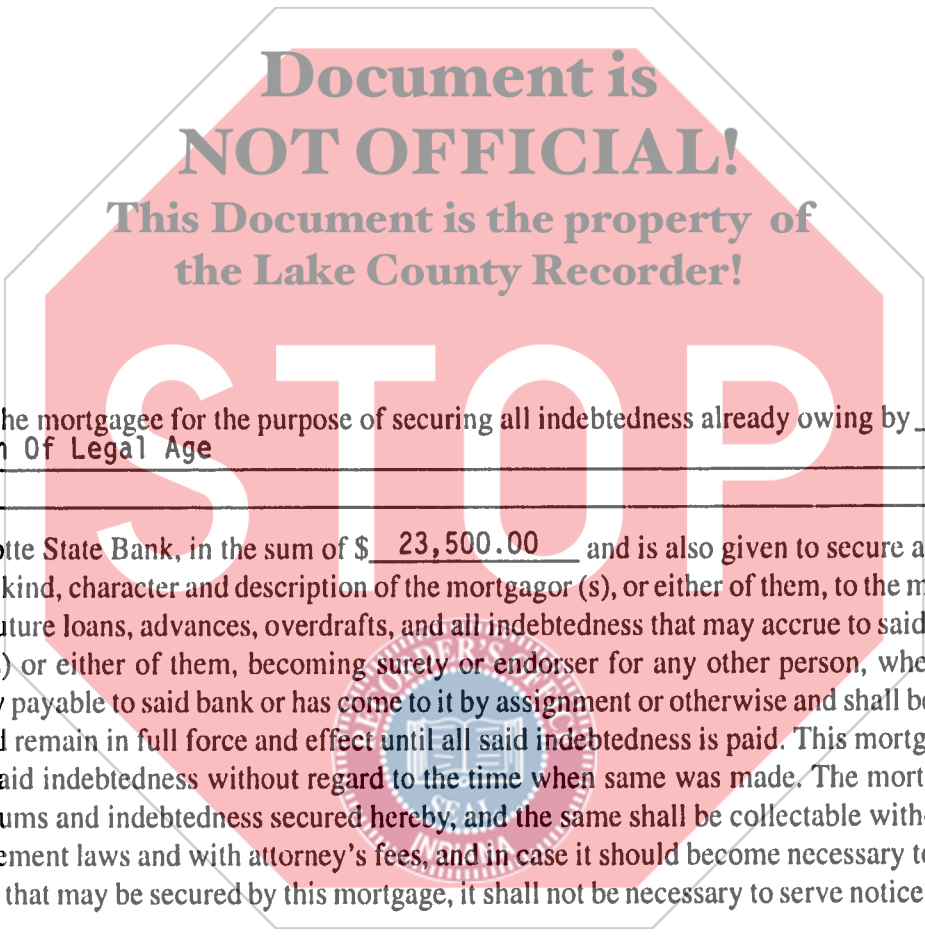 Document is
NOT OFFICIAL!
This Document is the property of
the Lake County Recorder!
STOP
he mortgagee for the purpose of securing all indebtedness already owing by
Of Legal Age
otte State Bank, in the sum of $ 23,500.00 and is also given to secure a
kind, character and description of the mortgagor (s), or either of them, to the m
uture loans, advances, overdrafts, and all indebtedness that may accrue to said
) or either of them, becoming surety or endorser for any other person, whe
y payable to said bank or has come to it by assignment or otherwise and shall be
d remain in full force and effect until all said indebtedness is paid. This mortg
aid indebtedness without regard to the time when same was made. The mort
ums and indebtedness secured hereby, and the same shall be collectable with
ement laws and with attorney's fees, and in case it should become necessary to
that may be secured by this mortgage, it shall not be necessary to serve notice
SEAL
INDIANA